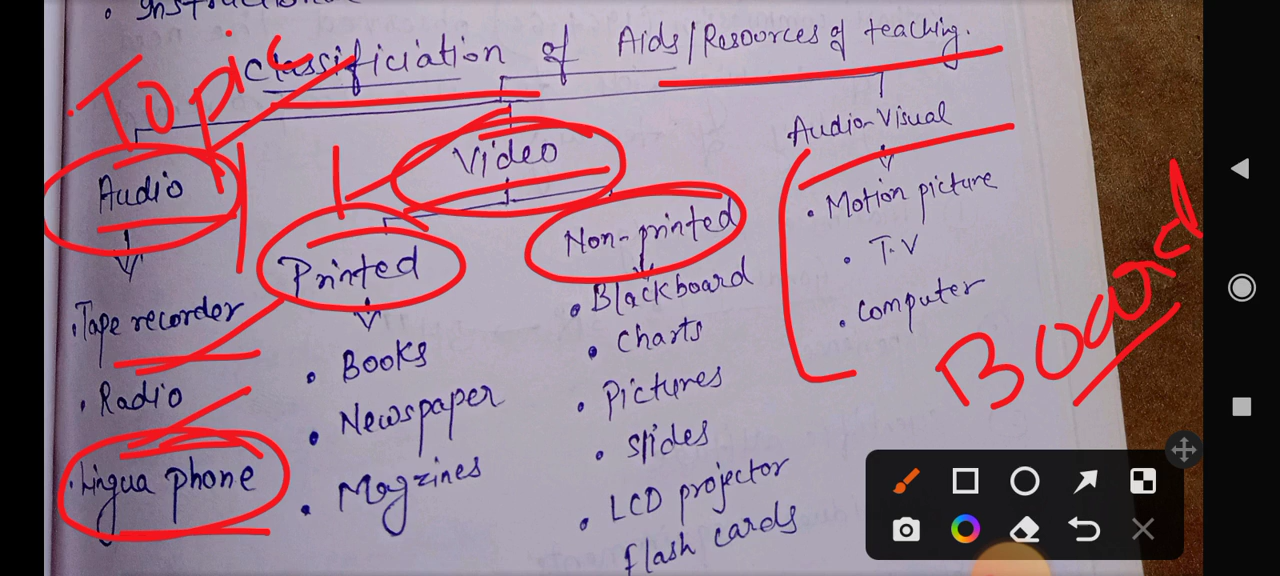 Classificiation of Aids/Resources of teaching.
Topic
Audio
Video
Audio-Visual
Printed
Non-printed
• Tape recorder
• Radio
• Lingua phone
• Books
• Newspaper
• Magzines
• Blackboard
• Charts
• Pictures
• Slides
• LCD projector
flash cards
• Motion picture
• T.V
• Computer
Board